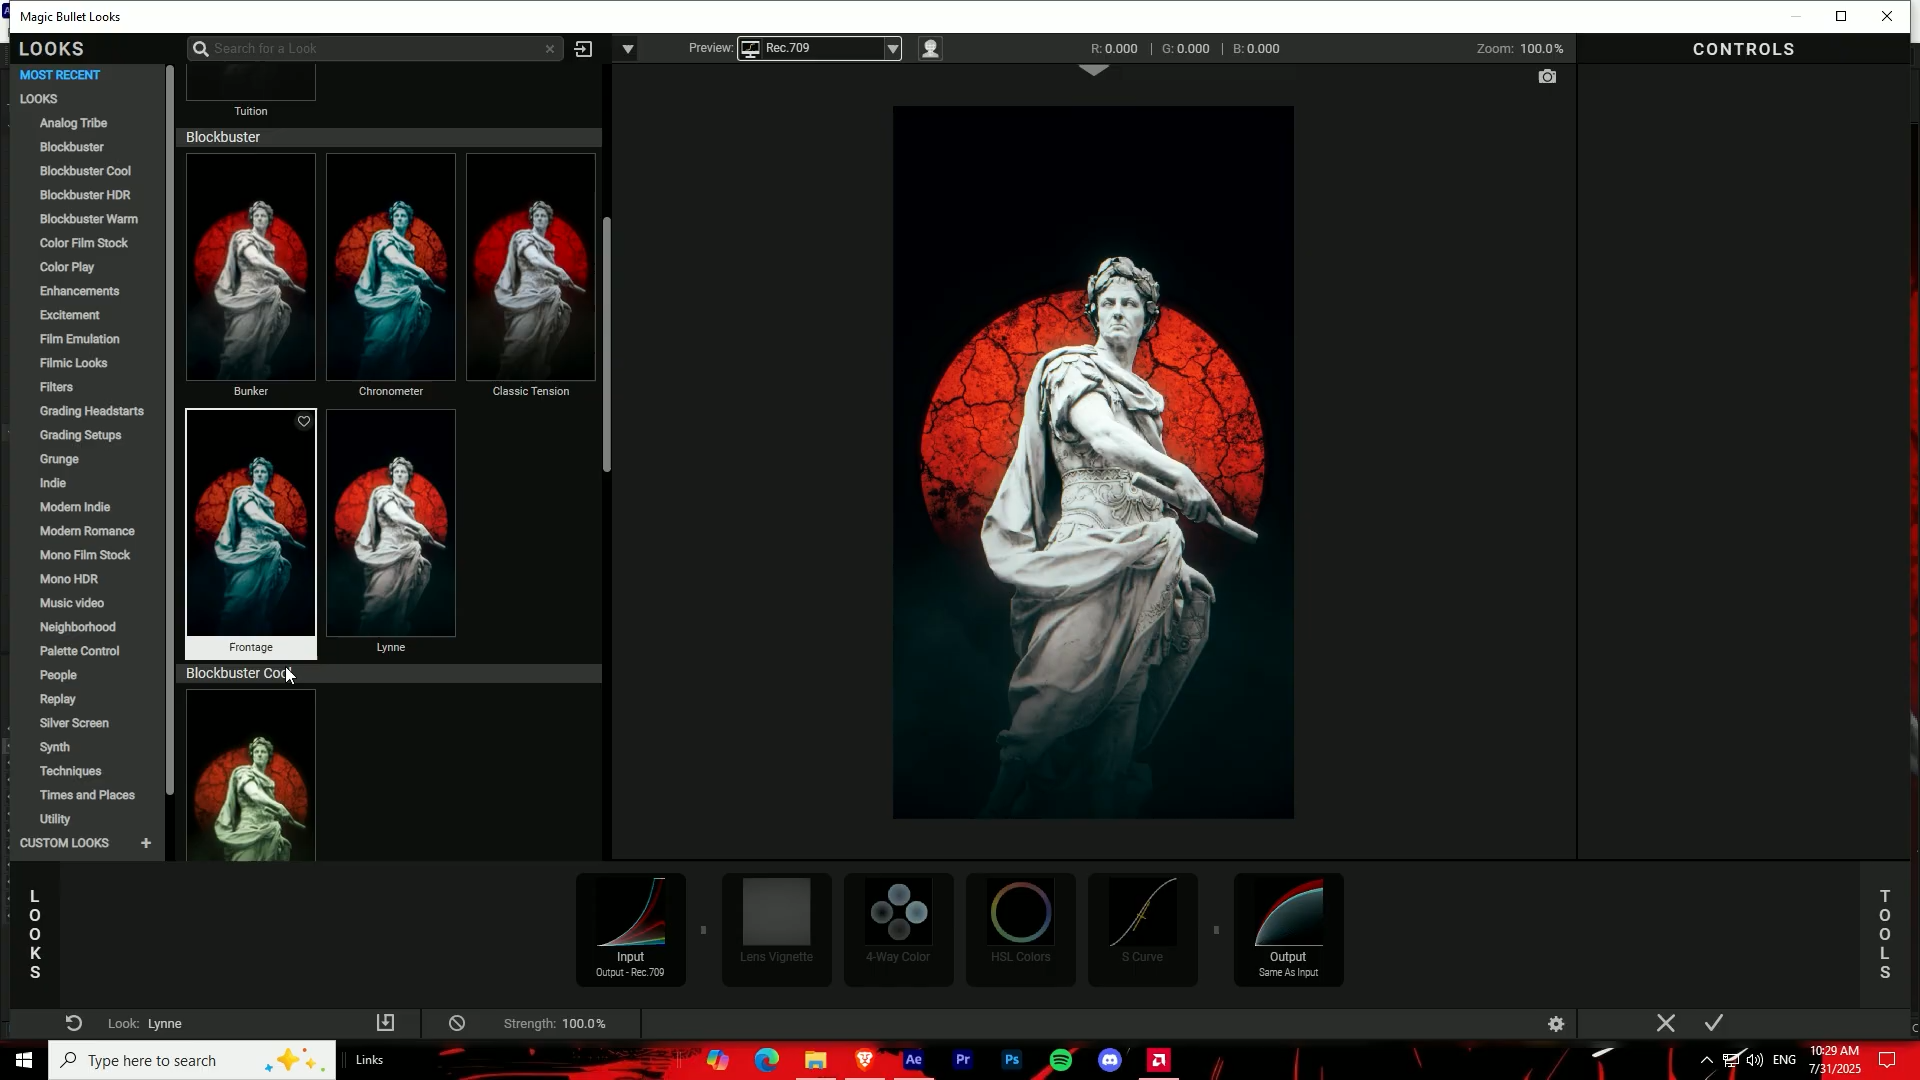 Magic Bullet Looks
LOOKS
Search for a Look
Preview:
Rec.709
R: 0.000 | G: 0.000 | B: 0.000
Zoom: 100.0%
CONTROLS
MOST RECENT
LOOKS
Analog Tribe
Blockbuster
Blockbuster Cool
Blockbuster HDR
Blockbuster Warm
Color Film Stock
Color Play
Enhancements
Excitement
Film Emulation
Filmic Looks
Filters
Grading Headstarts
Grading Setups
Grunge
Indie
Modern Indie
Modern Romance
Mono Film Stock
Mono HDR
Music video
Neighborhood
Palette Control
People
Replay
Silver Screen
Synth
Techniques
Times and Places
Utility
CUSTOM LOOKS +
Tuition
Blockbuster
Bunker
Chronometer
Classic Tension
Frontage
Lynne
Blockbuster Coo
LOOKS
Input
Output - Rec.709
Lens Vignette
4-Way Color
HSL Colors
S Curve
Output
Same As Input
TOOLS
Look: Lynne
Strength: 100.0%
Type here to search
Links
Ae
Pr
Ps
ENG
10:29 AM
7/31/2025